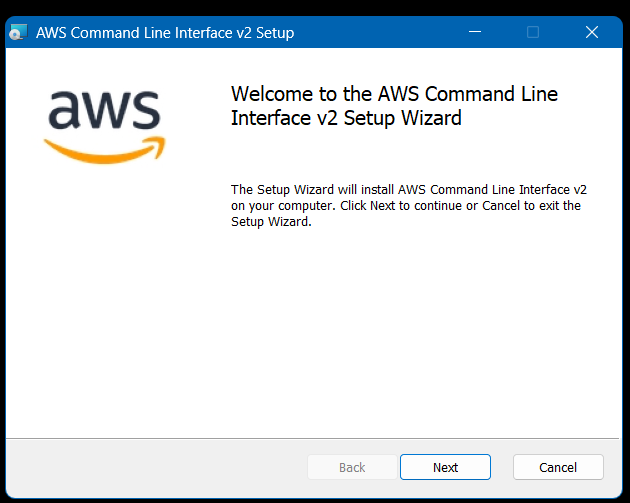 AWS Command Line Interface v2 Setup
aws
Welcome to the AWS Command Line
Interface v2 Setup Wizard
The Setup Wizard will install AWS Command Line Interface v2
on your computer. Click Next to continue or Cancel to exit the
Setup Wizard.
Back
Next
Cancel